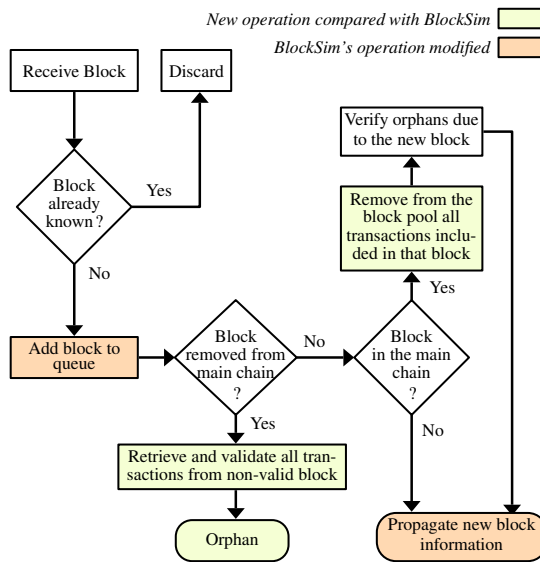 New operation compared with BlockSim
BlockSim's operation modified
Receive Block
Discard
Block
already
known ?
Yes
No
Verify orphans due
to the new block
Remove from the
block pool all
transactions included
in that block
Yes
Add block to
queue
Block
removed from
main chain
?
No
Block
in the main
chain
?
Yes
No
Retrieve and validate all tran-
sactions from non-valid block
Orphan
Propagate new block
information